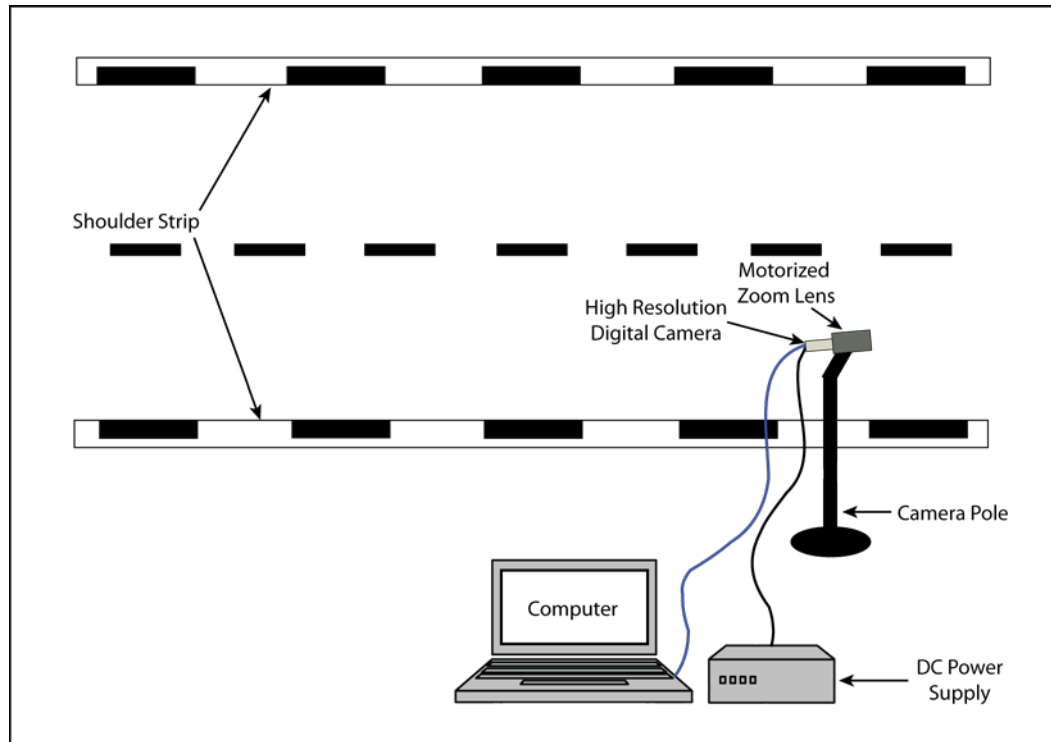 Shoulder Strip
Motorized
Zoom Lens
High Resolution
Digital Camera
Camera Pole
Computer
DC Power
Supply